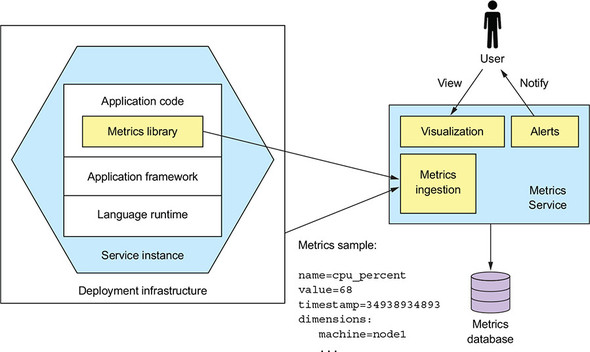 User
View
Notify
Application code
Metrics library
Application framework
Language runtime
Service instance
Deployment infrastructure
Visualization
Alerts
Metrics
ingestion
Metrics
Service
Metrics sample:
name=cpu_percent
value=68
timestamp=34938934893
dimensions:
machine=node1
...
Metrics
database